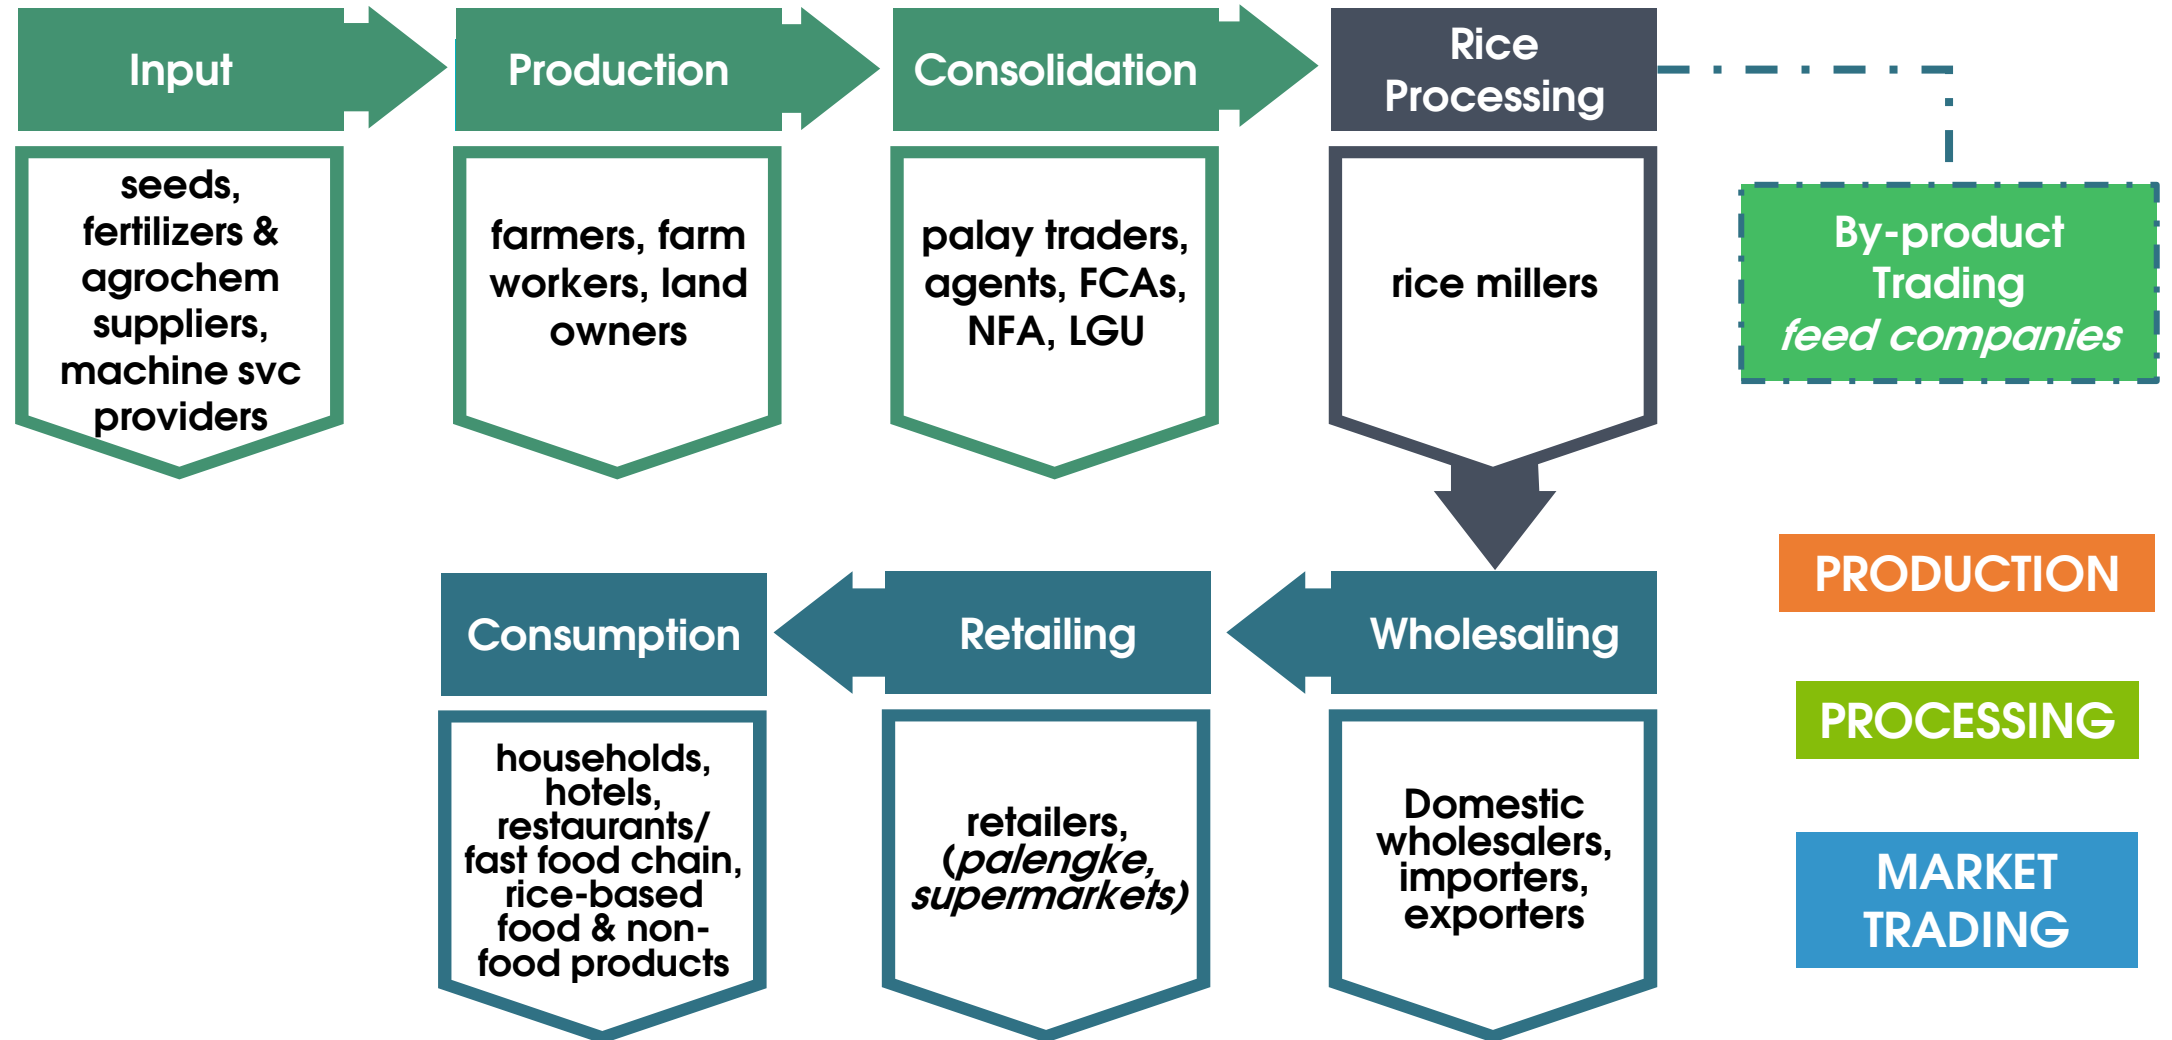 Input
Production
Consolidation
Rice
Processing
seeds,
fertilizers &
agrochem
suppliers,
machine svc
providers
farmers, farm
workers, land
owners
palay traders,
agents, FCAs,
NFA, LGU
rice millers
By-product
Trading
feed companies
Consumption
Retailing
Wholesaling
households,
hotels,
restaurants/
fast food chain,
rice-based
food & non-
food products
retailers,
(palengke,
supermarkets)
Domestic
wholesalers,
importers,
exporters
PRODUCTION
PROCESSING
MARKET
TRADING